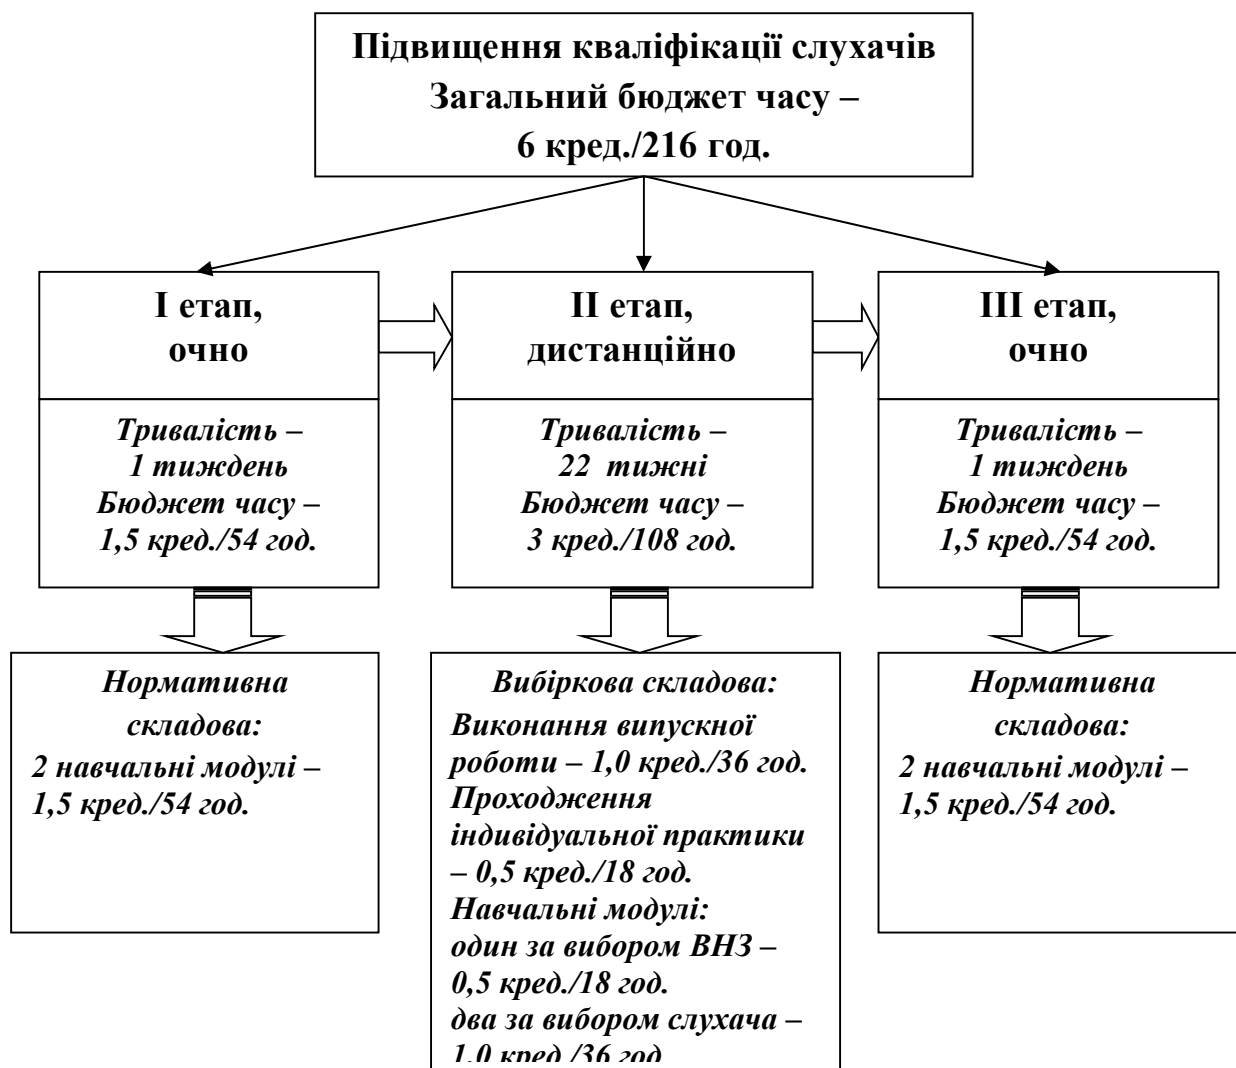 Підвищення кваліфікації слухачів
Загальний бюджет часу –
6 кред./216 год.
І етап,
очно
ІІ етап,
дистанційно
ІІІ етап,
очно
Тривалість –
1 тиждень
Бюджет часу –
1,5 кред./54 год.
Тривалість –
22 тижні
Бюджет часу –
3 кред./108 год.
Тривалість –
1 тиждень
Бюджет часу –
1,5 кред./54 год.
Нормативна
складова:
2 навчальні модулі –
1,5 кред./54 год.
Вибіркова складова:
Виконання випускної
роботи – 1,0 кред./36 год.
Проходження
індивідуальної практики
– 0,5 кред./18 год.
Навчальні модулі:
один за вибором ВНЗ –
0,5 кред./18 год.
два за вибором слухача –
1,0 кред./36 год.
Нормативна
складова:
2 навчальні модулі –
1,5 кред./54 год.